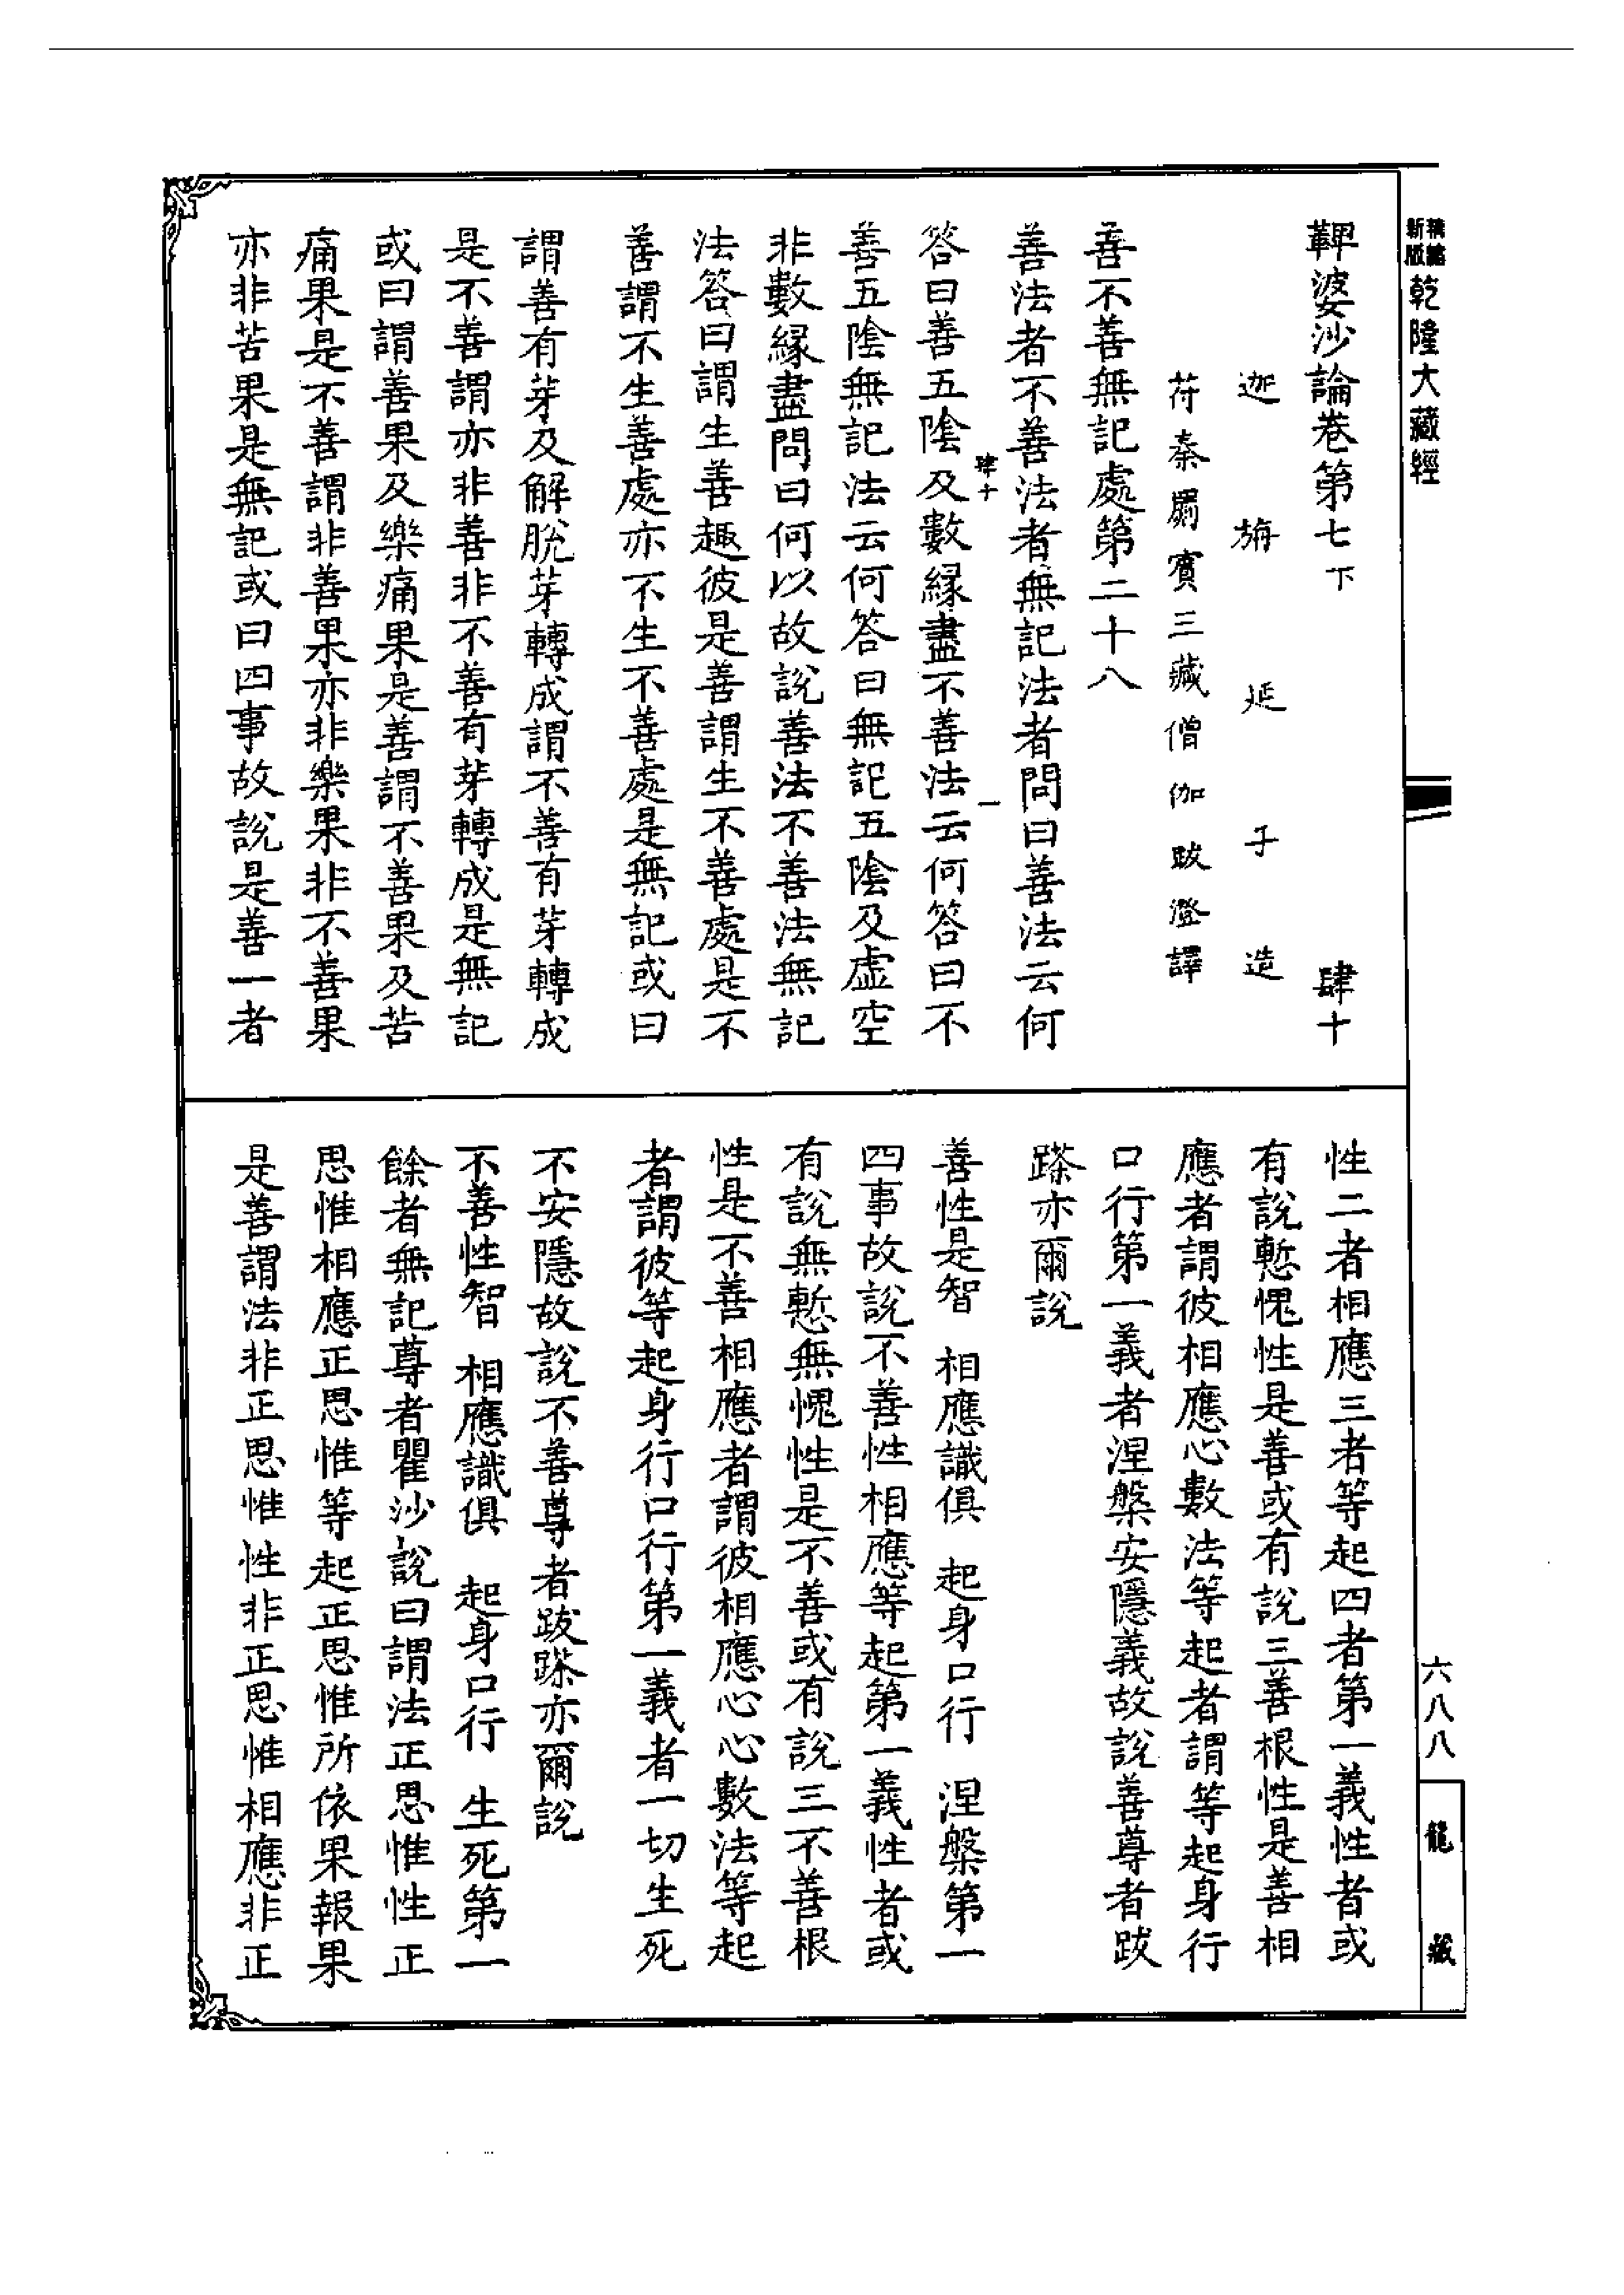 新版
乾隆大藏經
鞞婆沙論卷第七下 肆十
迦旃延子造
苻秦罽賓三藏僧伽跋澄譯
善不善無記處第二十八
善法者不善法者無記法者問曰善法云何
肆十 一
答曰善五陰及數緣盡不善法云何答曰不
善五陰無記法云何答曰無記五陰及虛空
非數緣盡問曰何以故說善法不善法無記
法答曰謂生善趣彼是善謂生不善處是不
善謂不生善處亦不生不善處是無記或曰
謂善有芽及解脫芽轉成謂不善有芽轉成
是不善謂亦非善非不善有芽轉成是無記
或曰謂善果及樂痛果是善謂不善果及苦
痛果是不善謂非善果亦非樂果非不善果
亦非苦果是無記或曰四事故說是善一者
性二者相應三者等起四者第一義性者或
有說慙愧性是善或有說三善根性是善相
應者謂彼相應心數法等起者謂等起身行
口行第一義者涅槃安隱義故說善尊者跋
蹉亦爾說
善性是智 相應識俱 起身口行 涅槃第一
四事故說不善性相應等起第一義性者或
有說無慙無愧性是不善或有說三不善根
性是不善相應者謂彼相應心心數法等起
者謂彼等起身行口行第一義者一切生死
不安隱故說不善尊者跋蹉亦爾說
不善性智 相應識俱 起身口行 生死第一
餘者無記尊者瞿沙說曰謂法正思惟性正
思惟相應正思惟等起正思惟所依果報果
是善謂法非正思惟性非正思惟相應非正
六八八
龍藏